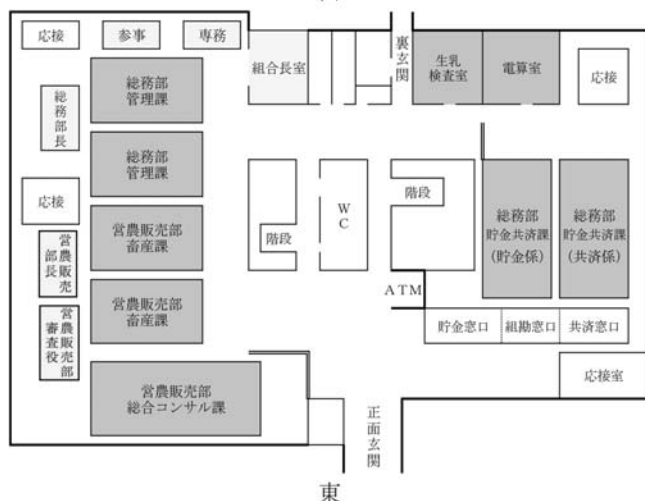 応接
参事
専務
組合長室
裏玄関
生乳
検査室
電算室
応接
総務部
管理課
総務部長
総務部
管理課
応接
営農販売部
畜産課
営農販売
部長
営農販売部
畜産課
営農販売部
審査役
営農販売部
総合コンサル課
階段
WC
階段
総務部
貯金共済課
(貯金係)
総務部
貯金共済課
(共済係)
ATM
貯金窓口
組勘窓口
共済窓口
応接室
正面玄関
東